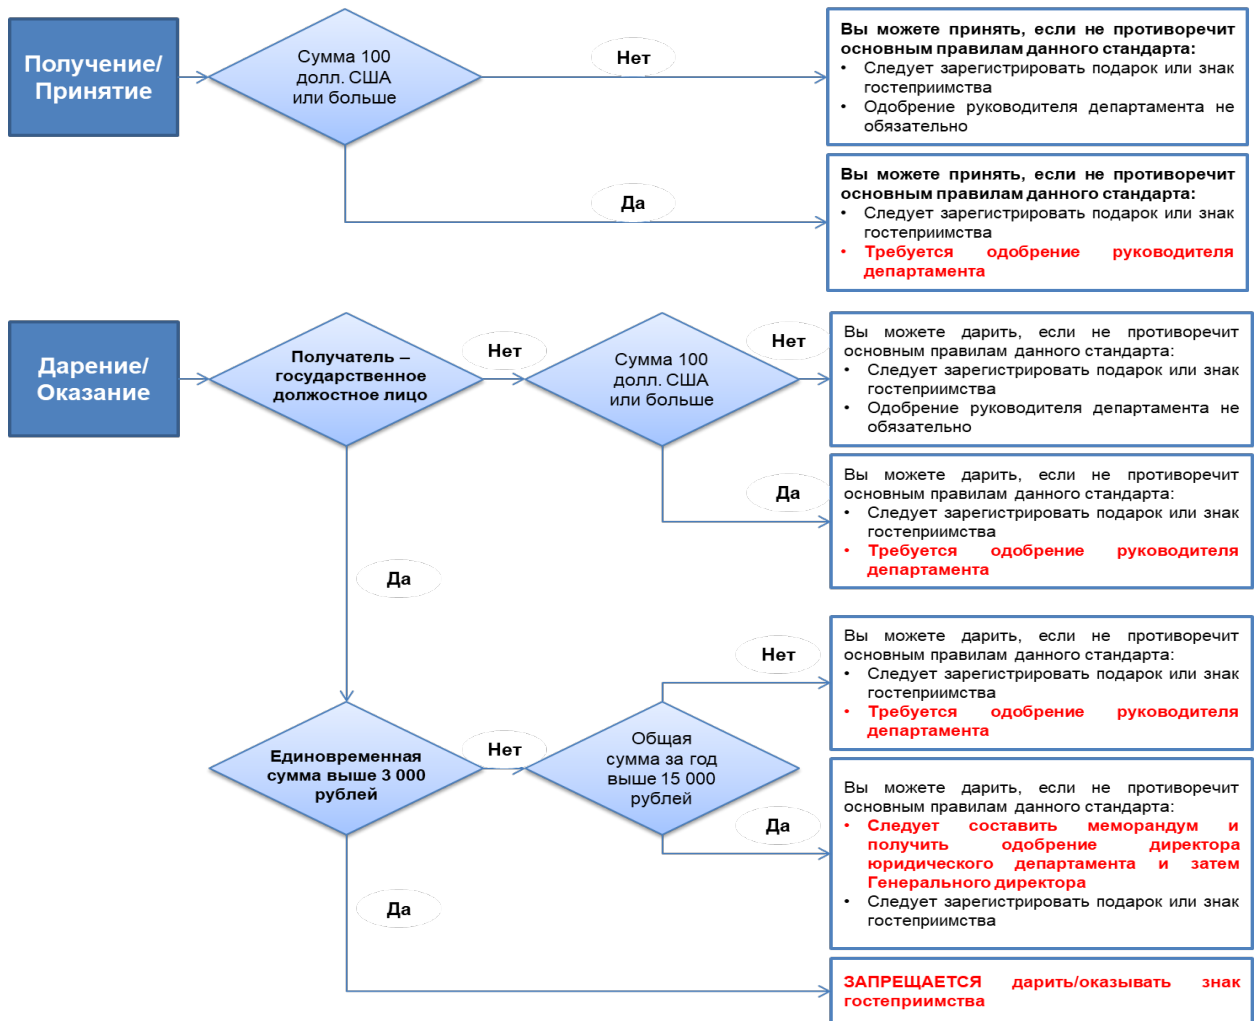 Получение/
Принятие
Сумма 100
долл. США
или больше
Нет
Вы можете принять, если не противоречит
основным правилам данного стандарта:
• Следует зарегистрировать подарок или знак
гостеприимства
• Одобрение руководителя департамента не
обязательно
Да
Вы можете принять, если не противоречит
основным правилам данного стандарта:
• Следует зарегистрировать подарок или знак
гостеприимства
• Требуется одобрение руководителя
департамента
Дарение/
Оказание
Получатель –
государственное
должостное лицо
Нет
Сумма 100
долл. США
или больше
Нет
Вы можете дарить, если не противоречит
основным правилам данного стандарта:
• Следует зарегистрировать подарок или знак
гостеприимства
• Одобрение руководителя департамента не
обязательно
Да
Вы можете дарить, если не противоречит
основным правилам данного стандарта:
• Следует зарегистрировать подарок или знак
гостеприимства
• Требуется одобрение руководителя
департамента
Да
Единовременная
сумма выше 3 000
рублей
Нет
Общая
сумма за год
выше 15 000
рублей
Нет
Вы можете дарить, если не противоречит
основным правилам данного стандарта:
• Следует зарегистрировать подарок или знак
гостеприимства
• Требуется одобрение руководителя
департамента
Да
Вы можете дарить, если не противоречит
основным правилам данного стандарта:
• Следует составить меморандум и
получить одобрение директора
юридического департамента и затем
Генерального директора
• Следует зарегистрировать подарок или знак
гостеприимства
Да
ЗАПРЕЩАЕТСЯ дарить/оказывать знак
гостеприимства